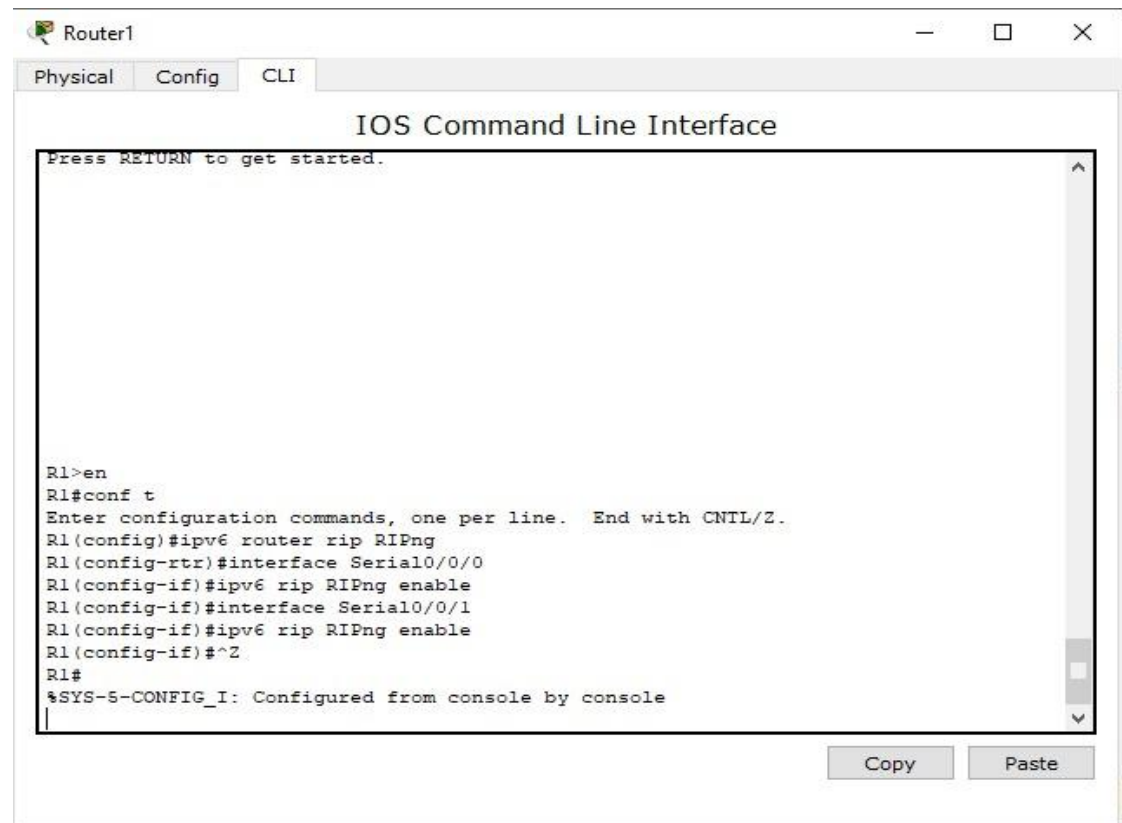 Router1
Physical Config CLI
IOS Command Line Interface
Press RETURN to get started.
R1>en
R1#conf t
Enter configuration commands, one per line.  End with CNTL/Z.
R1(config)#ipv6 router rip RIPng
R1(config-rtr)#interface Serial0/0/0
R1(config-if)#ipv6 rip RIPng enable
R1(config-if)#interface Serial0/0/1
R1(config-if)#ipv6 rip RIPng enable
R1(config-if)#^Z
R1#
%SYS-5-CONFIG_I: Configured from console by console
Copy Paste